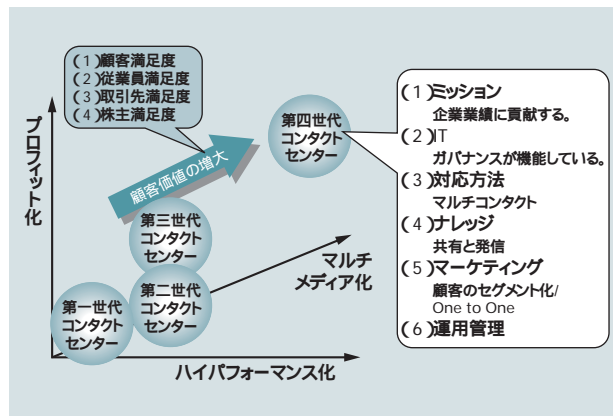 (1)顧客満足度
(2)従業員満足度
(3)取引先満足度
(4)株主満足度
プロフィット化
顧客価値の増大
第四世代
コンタクト
センター
第三世代
コンタクト
センター
第二世代
コンタクト
センター
第一世代
コンタクト
センター
マルチ
メディア化
ハイパフォーマンス化
(1)ミッション
企業業績に貢献する。
(2)IT
ガバナンスが機能している。
(3)対応方法
マルチコンタクト
(4)ナレッジ
共有と発信
(5)マーケティング
顧客のセグメント化/
One to One
(6)運用管理